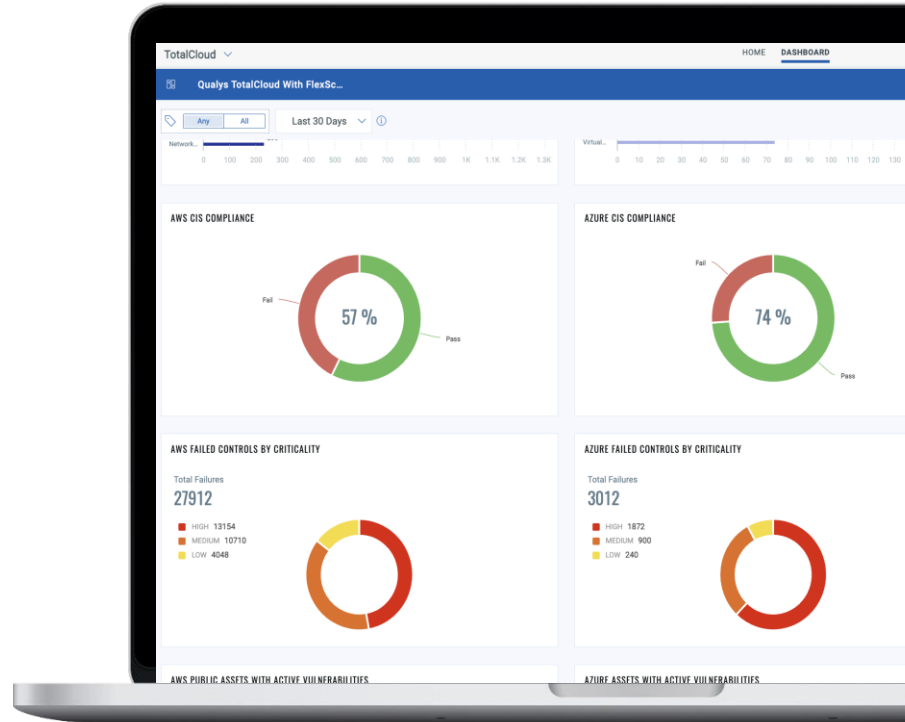 TotalCloud
HOME DASHBOARD
Qualys TotalCloud With FlexSc...
Any All Last 30 Days
Network...
0 100 200 300 400 500 600 700 800 900 1K 1.1K 1.2K 1.3K
Virtual...
0 10 20 30 40 50 60 70 80 90 100 110 120 130
AWS CIS COMPLIANCE
Fail
57 %
Pass
AZURE CIS COMPLIANCE
Fail
74 %
Pass
AWS FAILED CONTROLS BY CRITICALITY
Total Failures
27912
HIGH 13154
MEDIUM 10710
LOW 4048
AZURE FAILED CONTROLS BY CRITICALITY
Total Failures
3012
HIGH 1872
MEDIUM 900
LOW 240
AWS PUBLIC ASSETS WITH ACTIVE VULNERABILITIES
AZURE ASSETS WITH ACTIVE VULNERABILITIES